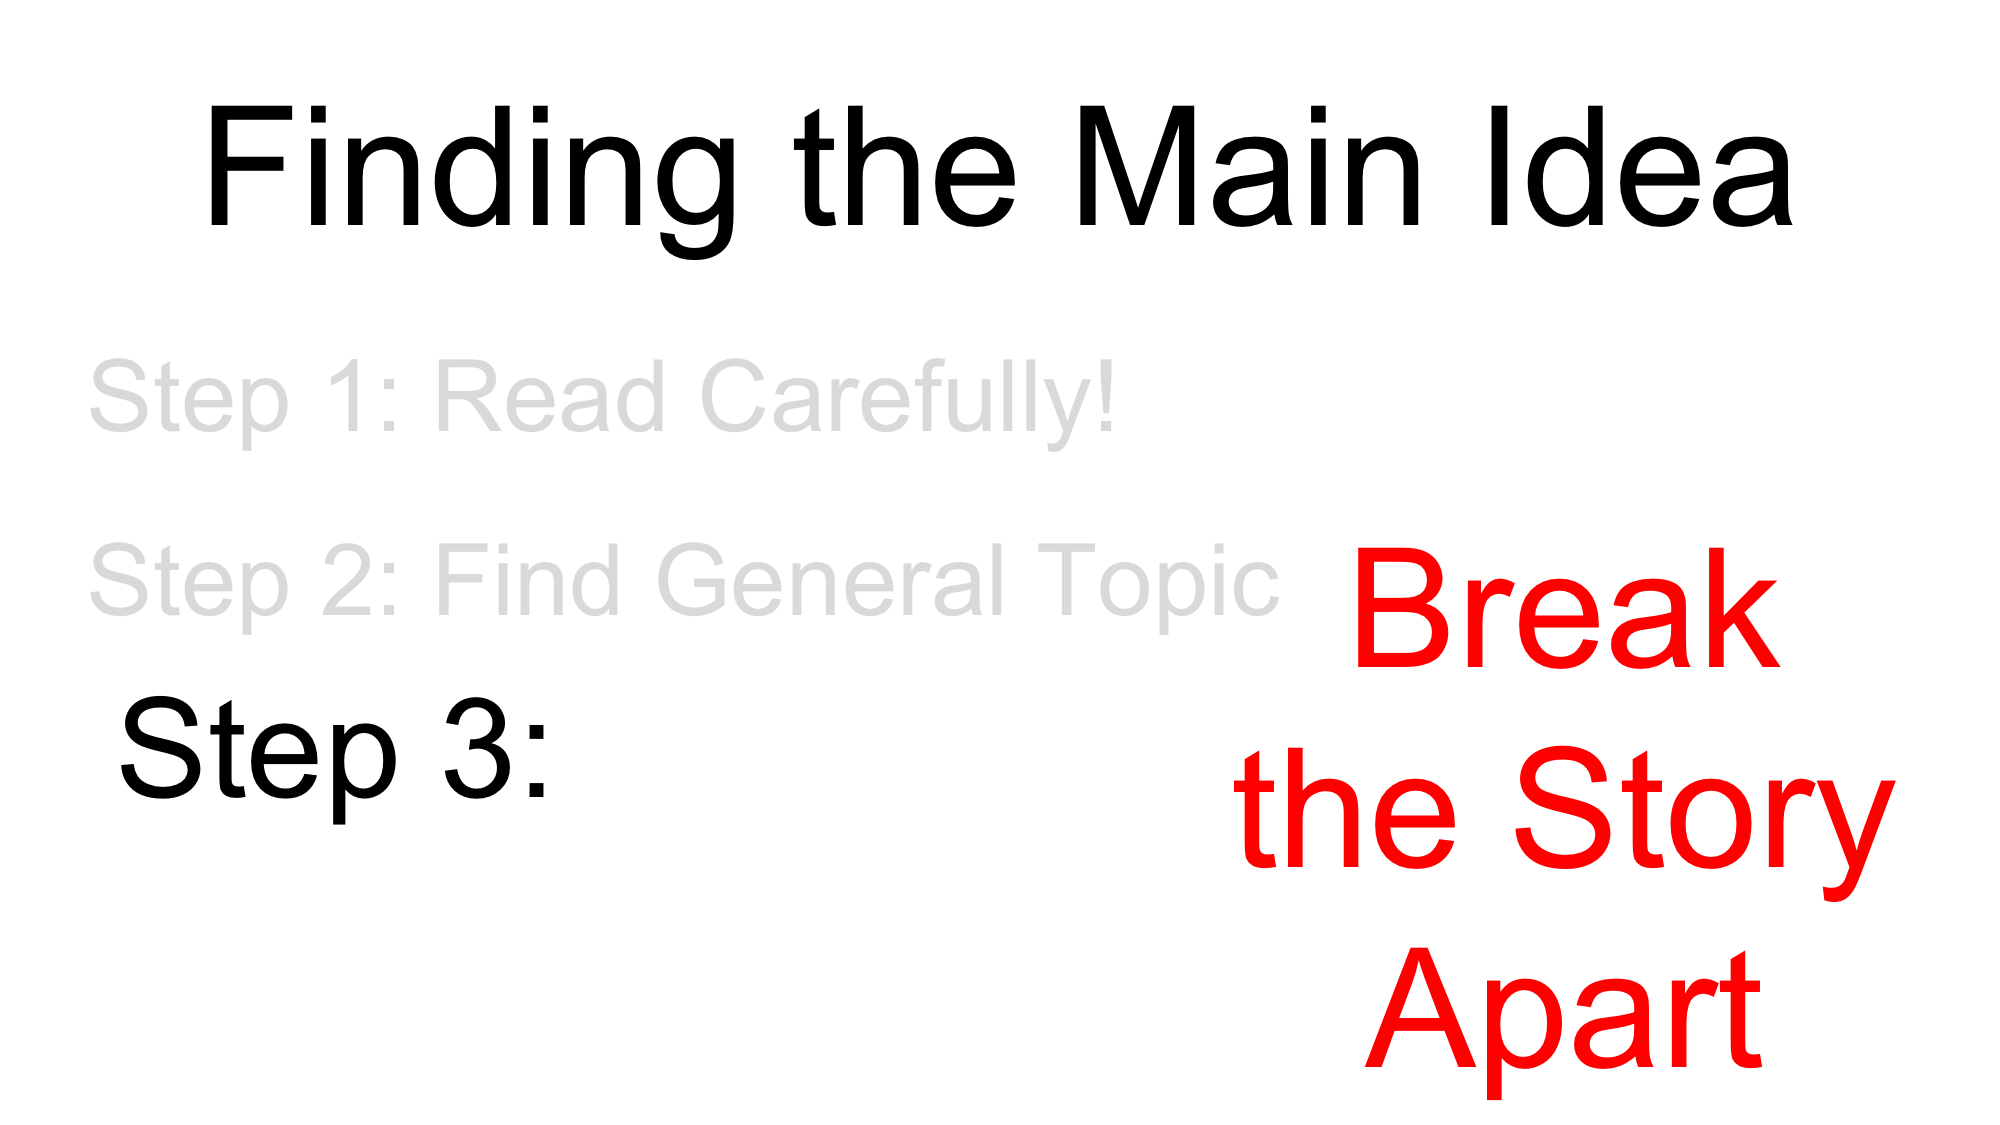 Finding the Main Idea
Step 1: Read Carefully!
Step 2: Find General Topic
Step 3:
Break
the Story
Apart